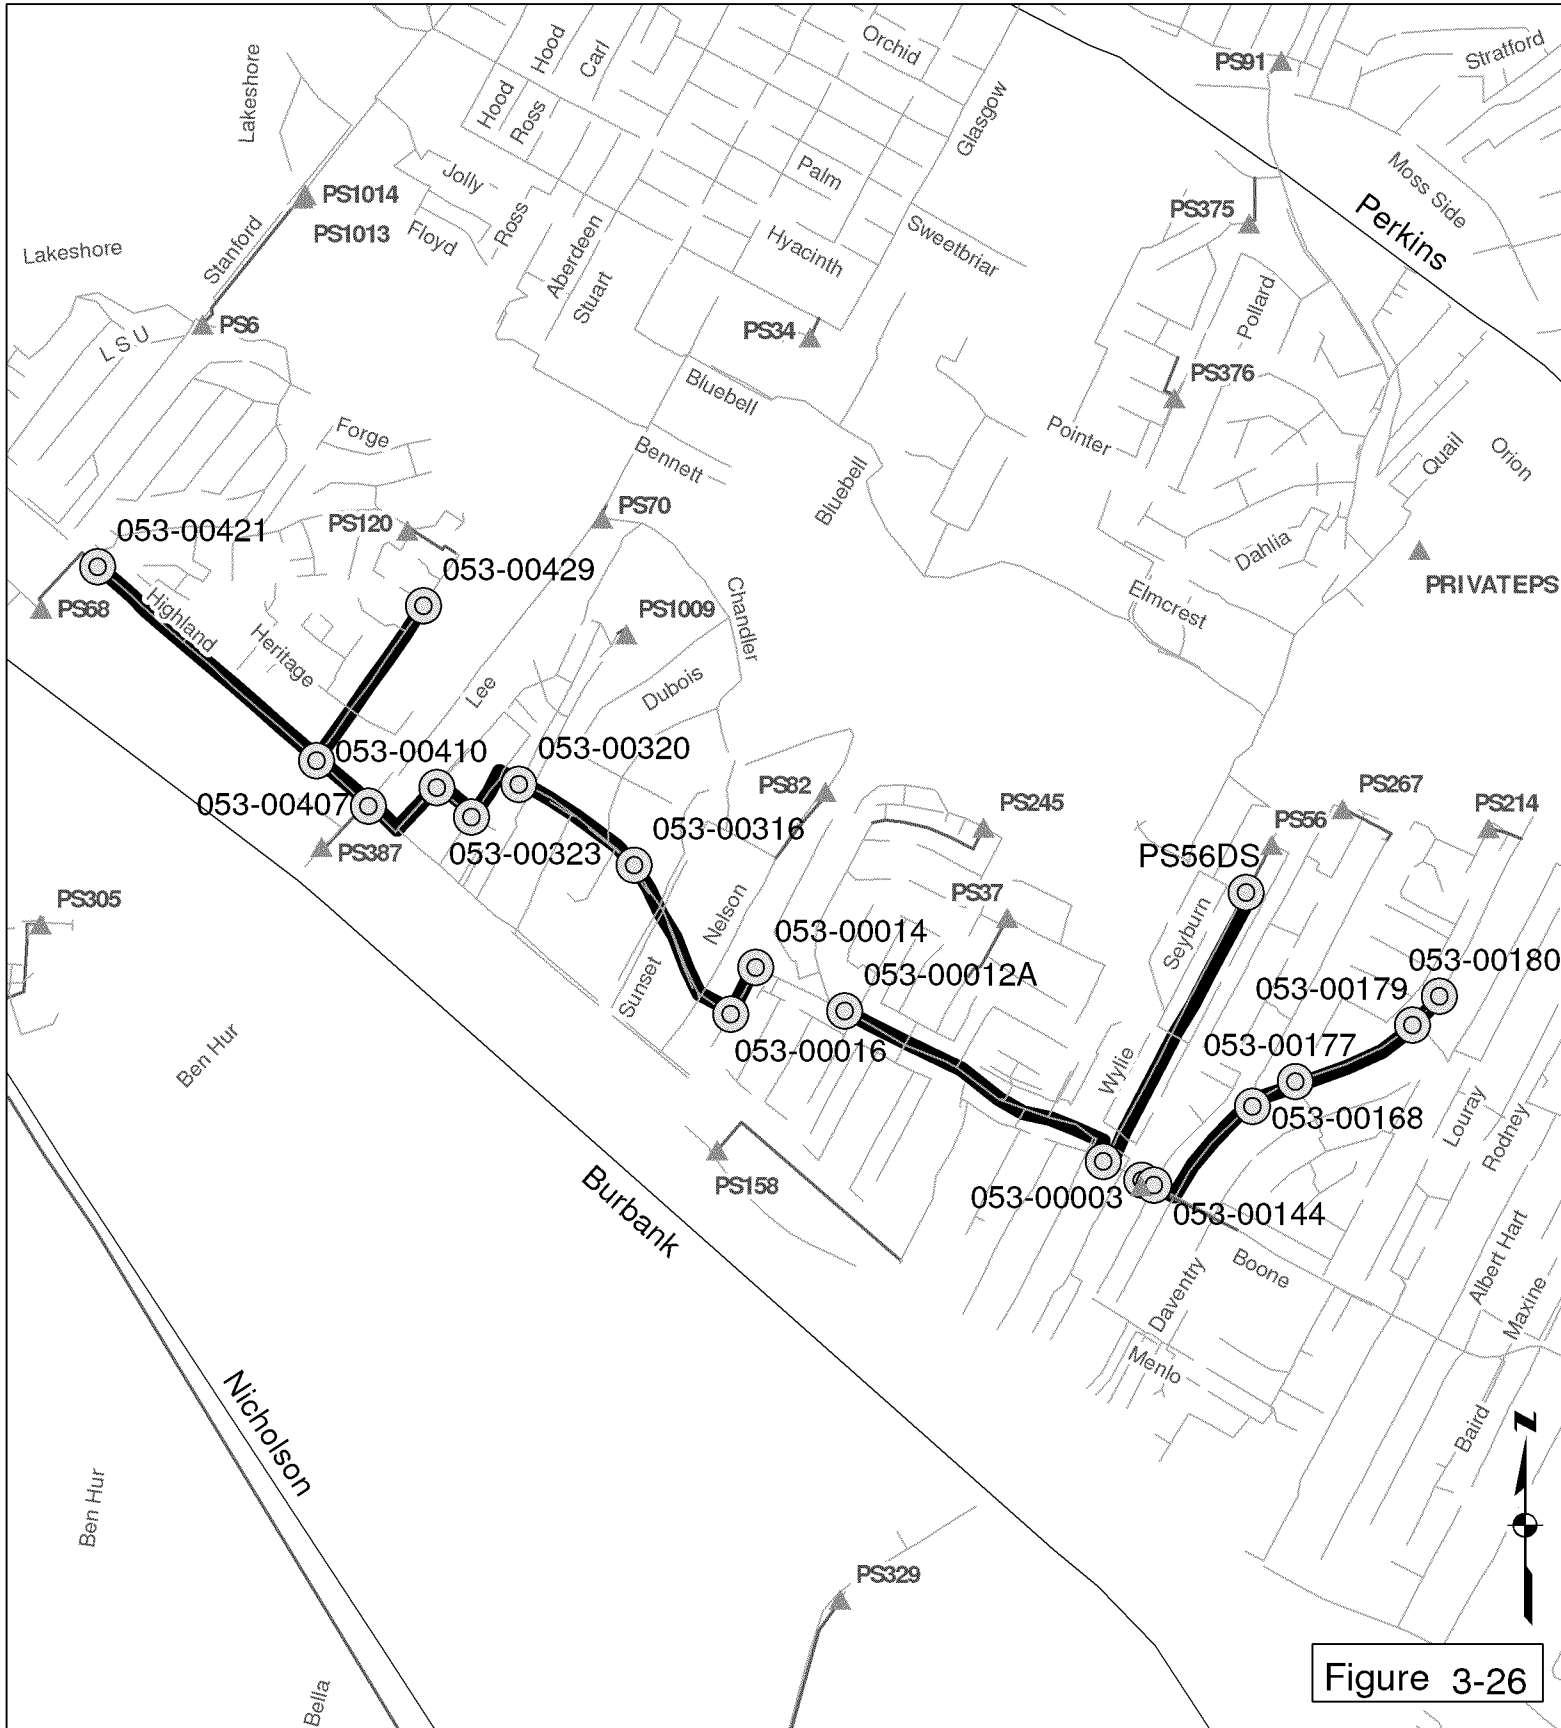 Orchid
Stratford
PS91
Hood
Carl
Lakeshore
Hood
Ross
Glasgow
Moss Side
Palm
Jolly
PS1014
PS1013
PS375
Perkins
Floyd
Ross
Stanford
Lakeshore
Aberdeen
Hyacinth
Sweetbriar
Stuart
Pollard
PS6
LSU
PS34
PS376
Bluebell
Forge
Pointer
Bennett
Quail
Orion
Bluebell
PS70
053-00421
PS120
Dahlia
053-00429
PRIVATEPS
PS68
PS1009
Chandler
Elmcrest
Highland
Heritage
Dubois
Lee
053-00410
053-00320
PS82
PS267
PS245
PS214
053-00407
PS56
053-00316
PS387
053-00323
PS56DS
PS305
PS37
Nelson
Seyburn
053-00014
053-00180
053-00012A
053-00179
Sunset
053-00016
053-00177
Ben Hur
Wylie
053-00168
Louray
Rodney
PS158
053-00003
053-00144
Burbank
Boone
Albert Hart
Daventry
Maxine
Menlo
Nicholson
Baird
z
Ben Hur
PS329
Bella
Figure 3-26